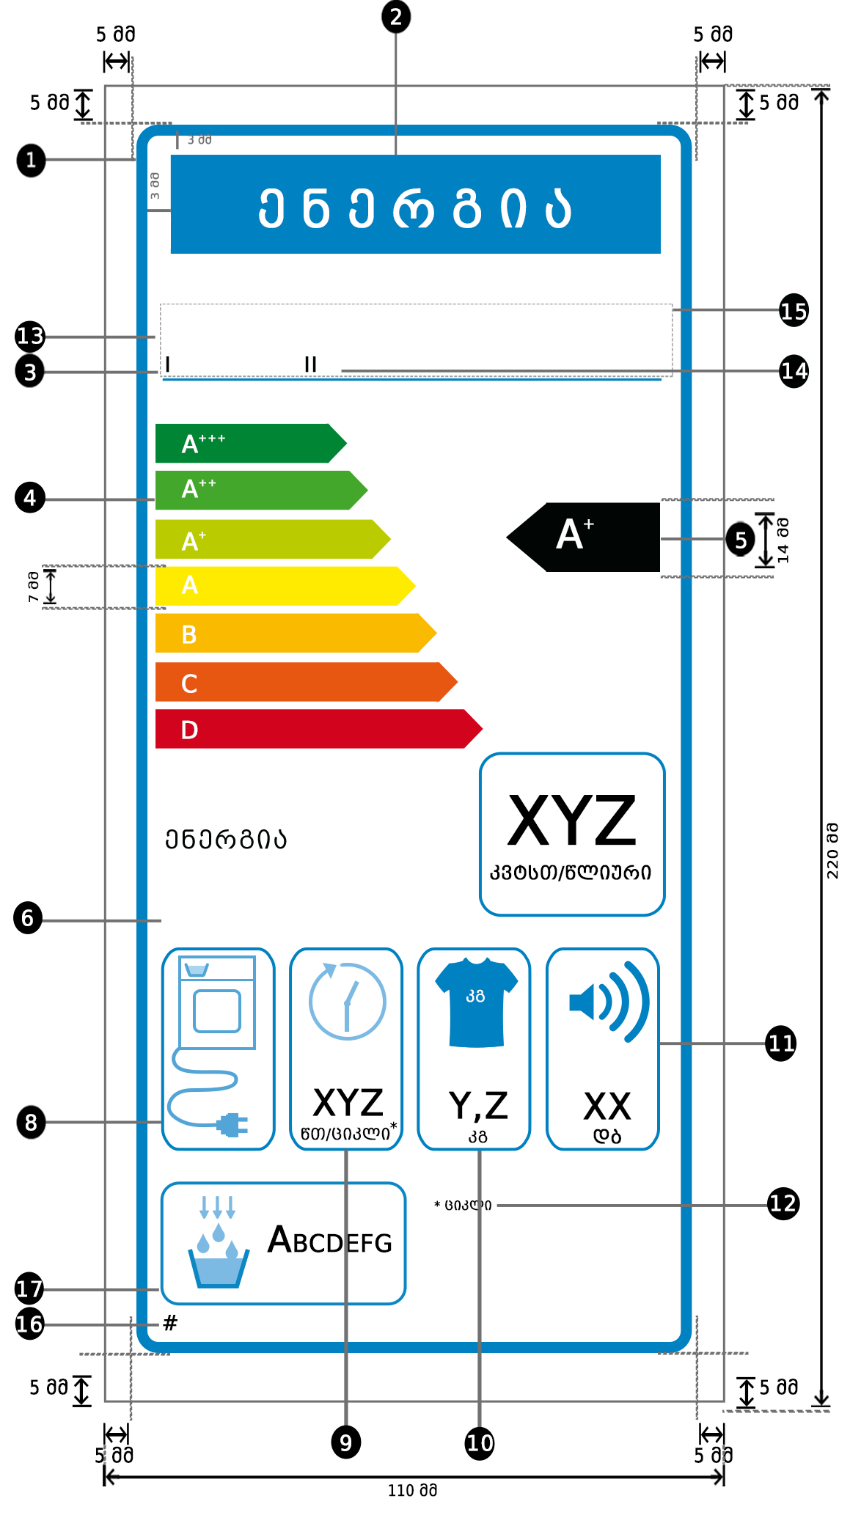 2
5 მმ
5 მმ
5 მმ
5 მმ
1
3 მმ
3 მმ
ენერგია
13
15
3
I
II
14
A+++
4
A++
A+
A+
5
14 მმ
7 მმ
A
B
C
D
XYZ
კვტსთ/წლიური
ენერგია
220 მმ
6
კგ
11
8
XYZ
წთ/ციკლი*
Y,Z
კგ
XX
დბ
* ციკლი
12
ABCDEFG
17
16
#
5 მმ
5 მმ
9
10
5 მმ
5 მმ
110 მმ